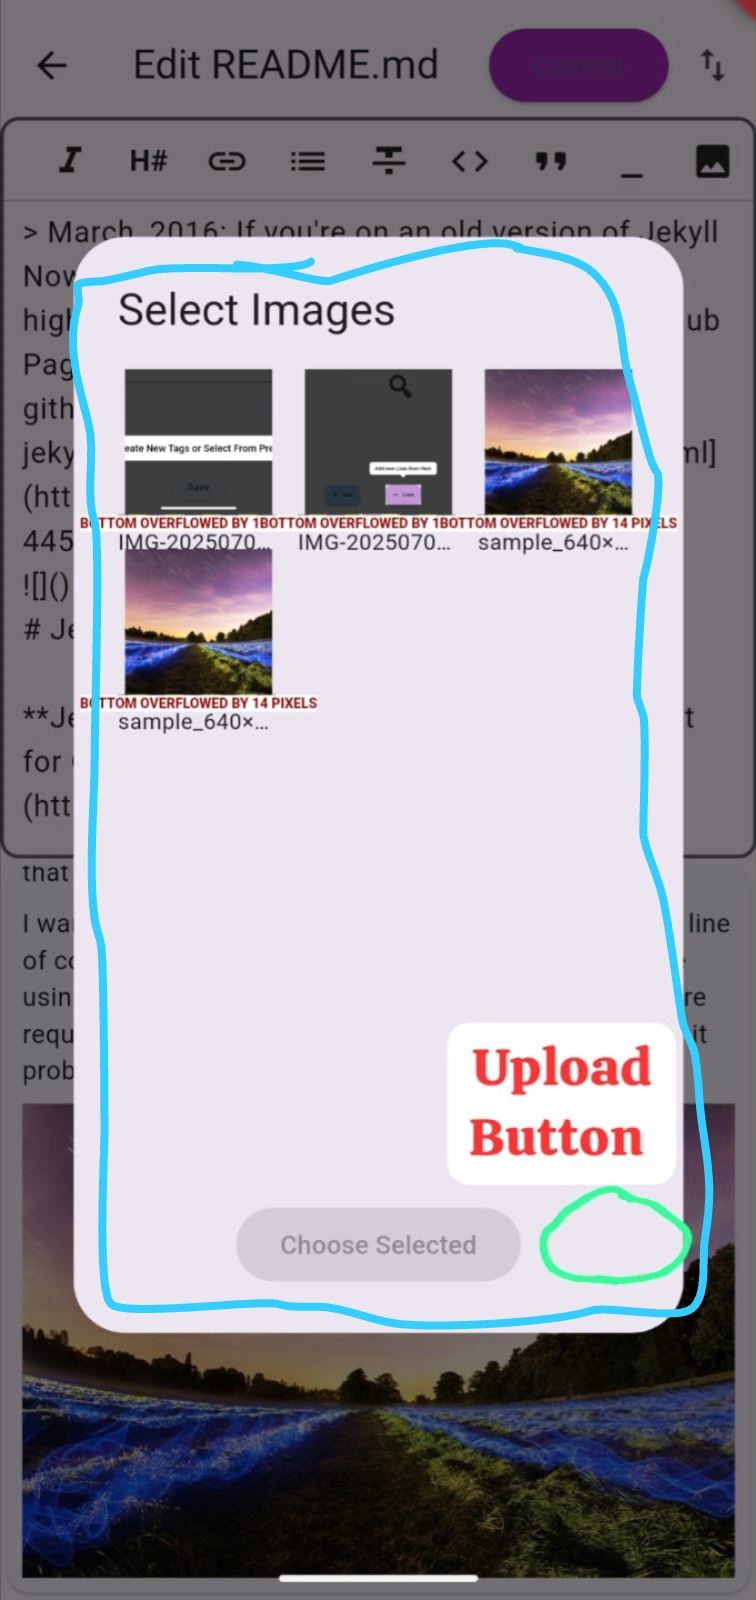 Edit README.md
Commit
H#
> March, 2016: If you're on an old version of Jekyll
Now
high
ub
Pag
gith
jeky
ml]
(htt
445
![]()
# Je
**Je
t
for
(htt
that
I wa
line
of co
usin
re
requ
it
prob
Select Images
eate New Tags or Select From Pre
Save
Add new Loan from Here
Loan
BOTTOM OVERFLOWED BY 1BOTTOM OVERFLOWED BY 1BOTTOM OVERFLOWED BY 14 PIXELS
IMG-2025070... IMG-2025070... sample_640×...
BOTTOM OVERFLOWED BY 14 PIXELS
sample_640×...
Upload
Button
Choose Selected